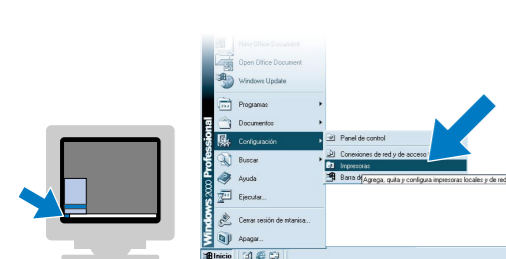 New Office Document
Open Office Document
Windows Update
Programas
Documentos
Configuración
Buscar
Ayuda
Ejecutar...
Cerrar sesión de mtanica...
Apagar...
Windows 2000 Professional
Panel de control
Conexiones de red y de acceso
Impresoras
Barra de
Agrega, quita y configura impresoras locales y de red
Inicio